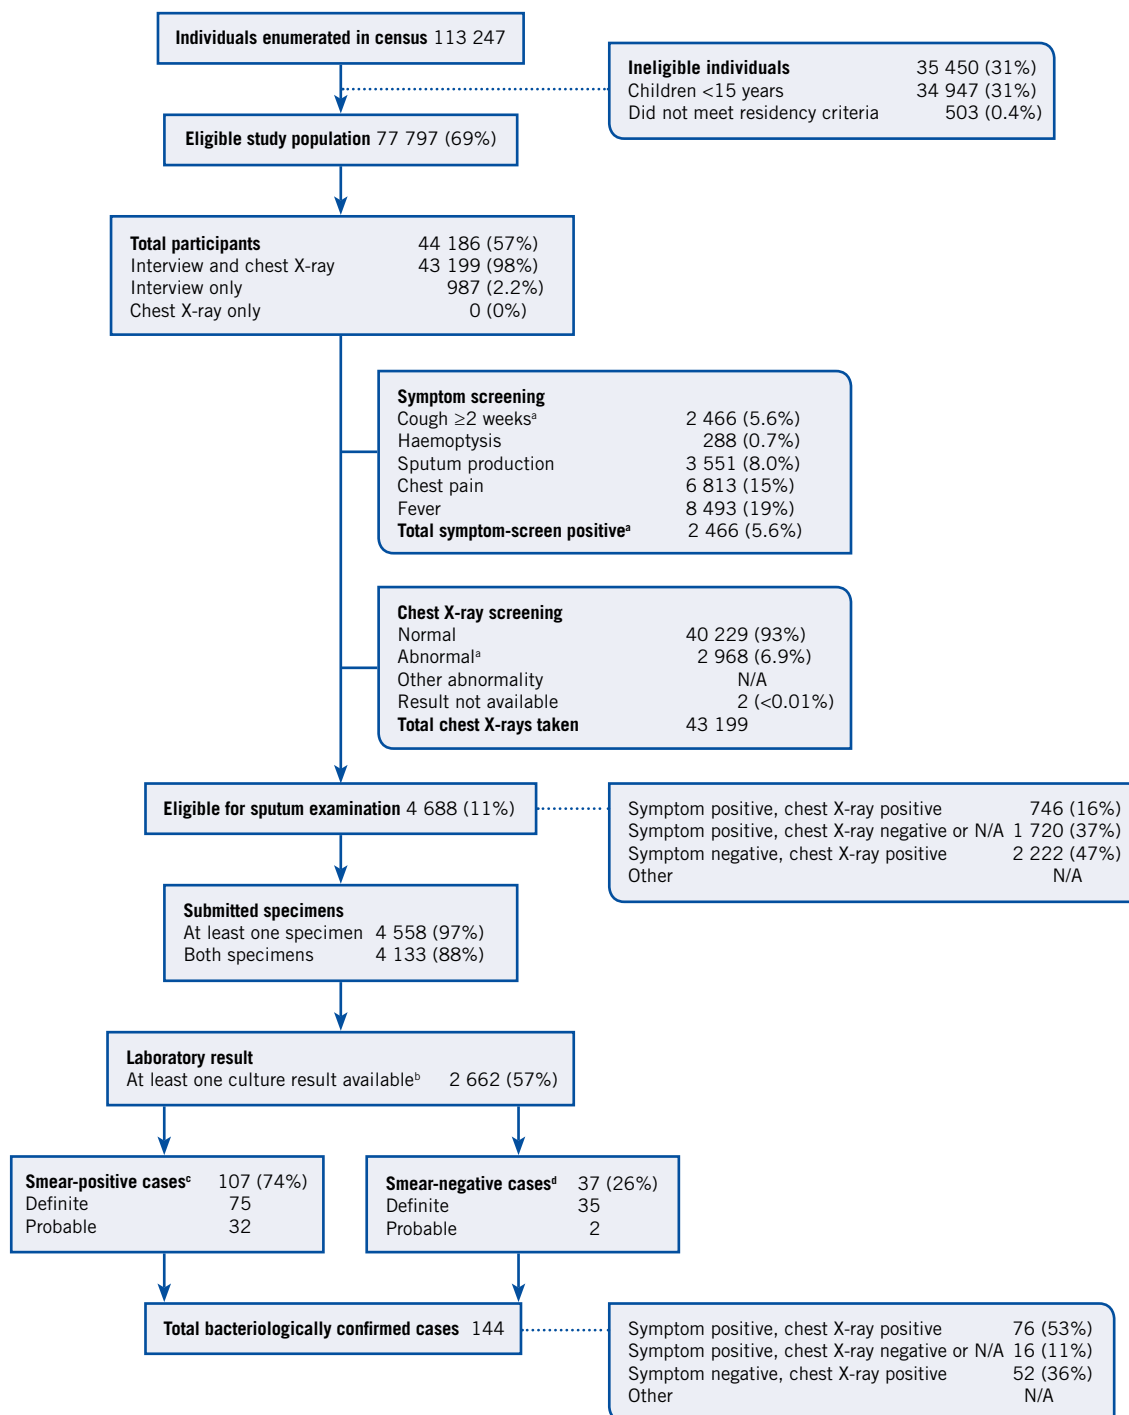 Individuals enumerated in census 113 247
Ineligible individuals 35 450 (31%)
Children <15 years 34 947 (31%)
Did not meet residency criteria 503 (0.4%)
Eligible study population 77 797 (69%)
Total participants 44 186 (57%)
Interview and chest X-ray 43 199 (98%)
Interview only 987 (2.2%)
Chest X-ray only 0 (0%)
Symptom screening
Cough ≥2 weeksᵃ 2 466 (5.6%)
Haemoptysis 288 (0.7%)
Sputum production 3 551 (8.0%)
Chest pain 6 813 (15%)
Fever 8 493 (19%)
Total symptom-screen positiveᵃ 2 466 (5.6%)
Chest X-ray screening
Normal 40 229 (93%)
Abnormalᵃ 2 968 (6.9%)
Other abnormality N/A
Result not available 2 (<0.01%)
Total chest X-rays taken 43 199
Eligible for sputum examination 4 688 (11%)
Symptom positive, chest X-ray positive 746 (16%)
Symptom positive, chest X-ray negative or N/A 1 720 (37%)
Symptom negative, chest X-ray positive 2 222 (47%)
Other N/A
Submitted specimens
At least one specimen 4 558 (97%)
Both specimens 4 133 (88%)
Laboratory result
At least one culture result availableᵇ 2 662 (57%)
Smear-positive casesᶜ 107 (74%)
Definite 75
Probable 32
Smear-negative casesᵈ 37 (26%)
Definite 35
Probable 2
Total bacteriologically confirmed cases 144
Symptom positive, chest X-ray positive 76 (53%)
Symptom positive, chest X-ray negative or N/A 16 (11%)
Symptom negative, chest X-ray positive 52 (36%)
Other N/A